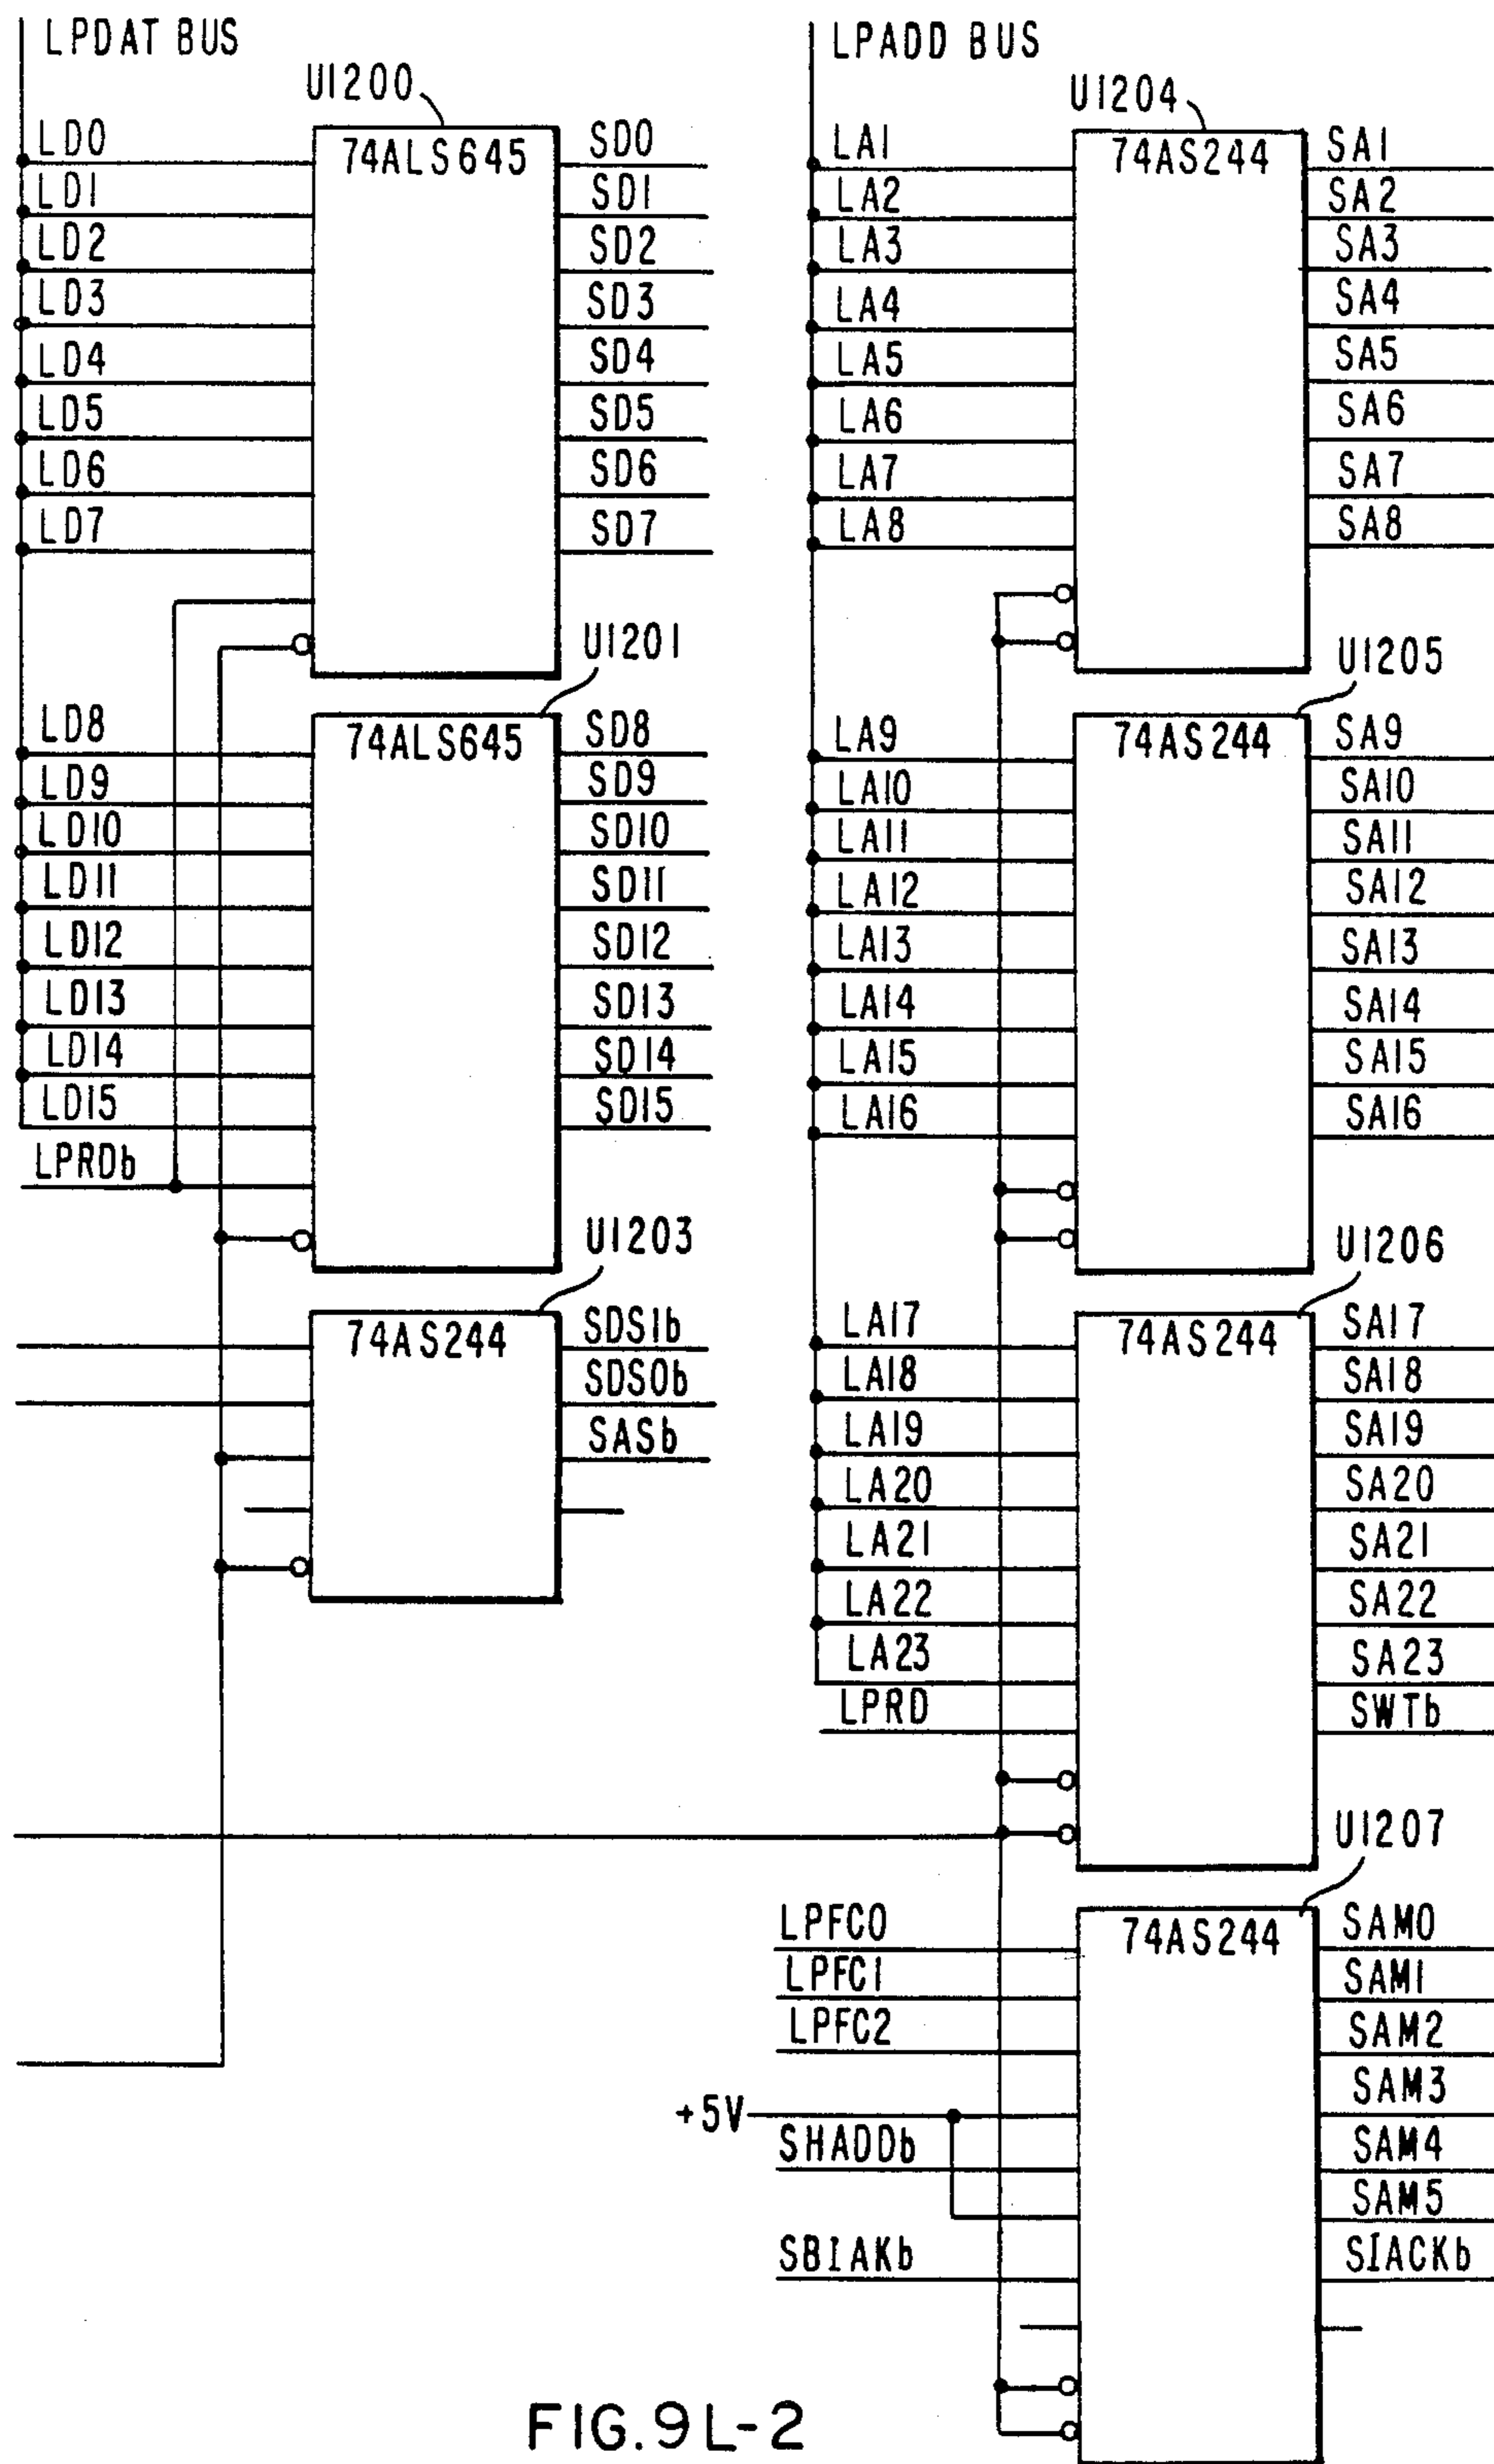 LPDAT BUS
U1200
LD0
74ALS645
SD0
LD1
SD1
LD2
SD2
LD3
SD3
LD4
SD4
LD5
SD5
LD6
SD6
LD7
SD7
U1201
LD8
74ALS645
SD8
LD9
SD9
LD10
SD10
LD11
SD11
LD12
SD12
LD13
SD13
LD14
SD14
LD15
SD15
LPRDb
U1203
74AS244
SDS1b
SDS0b
SASb
LPADD BUS
U1204
LA1
74AS244
SA1
LA2
SA2
LA3
SA3
LA4
SA4
LA5
SA5
LA6
SA6
LA7
SA7
LA8
SA8
U1205
LA9
74AS244
SA9
LA10
SA10
LA11
SA11
LA12
SA12
LA13
SA13
LA14
SA14
LA15
SA15
LA16
SA16
U1206
LA17
74AS244
SA17
LA18
SA18
LA19
SA19
LA20
SA20
LA21
SA21
LA22
SA22
LA23
SA23
LPRD
SWTb
U1207
LPFC0
74AS244
SAM0
LPFC1
SAM1
LPFC2
SAM2
+5V
SAM3
SHADDb
SAM4
SAM5
SBIAKb
SIACKb
FIG. 9L-2